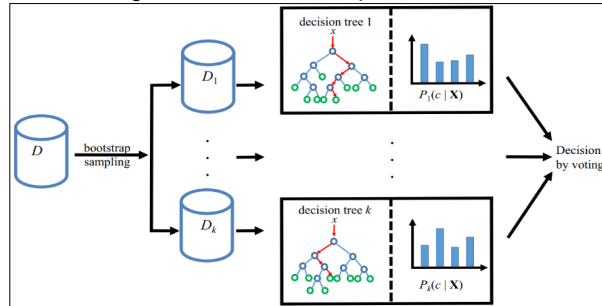 D
bootstrap
sampling
D1
Dk
decision tree 1
x
P1(c | X)
decision tree k
x
Pk(c | X)
Decision
by voting